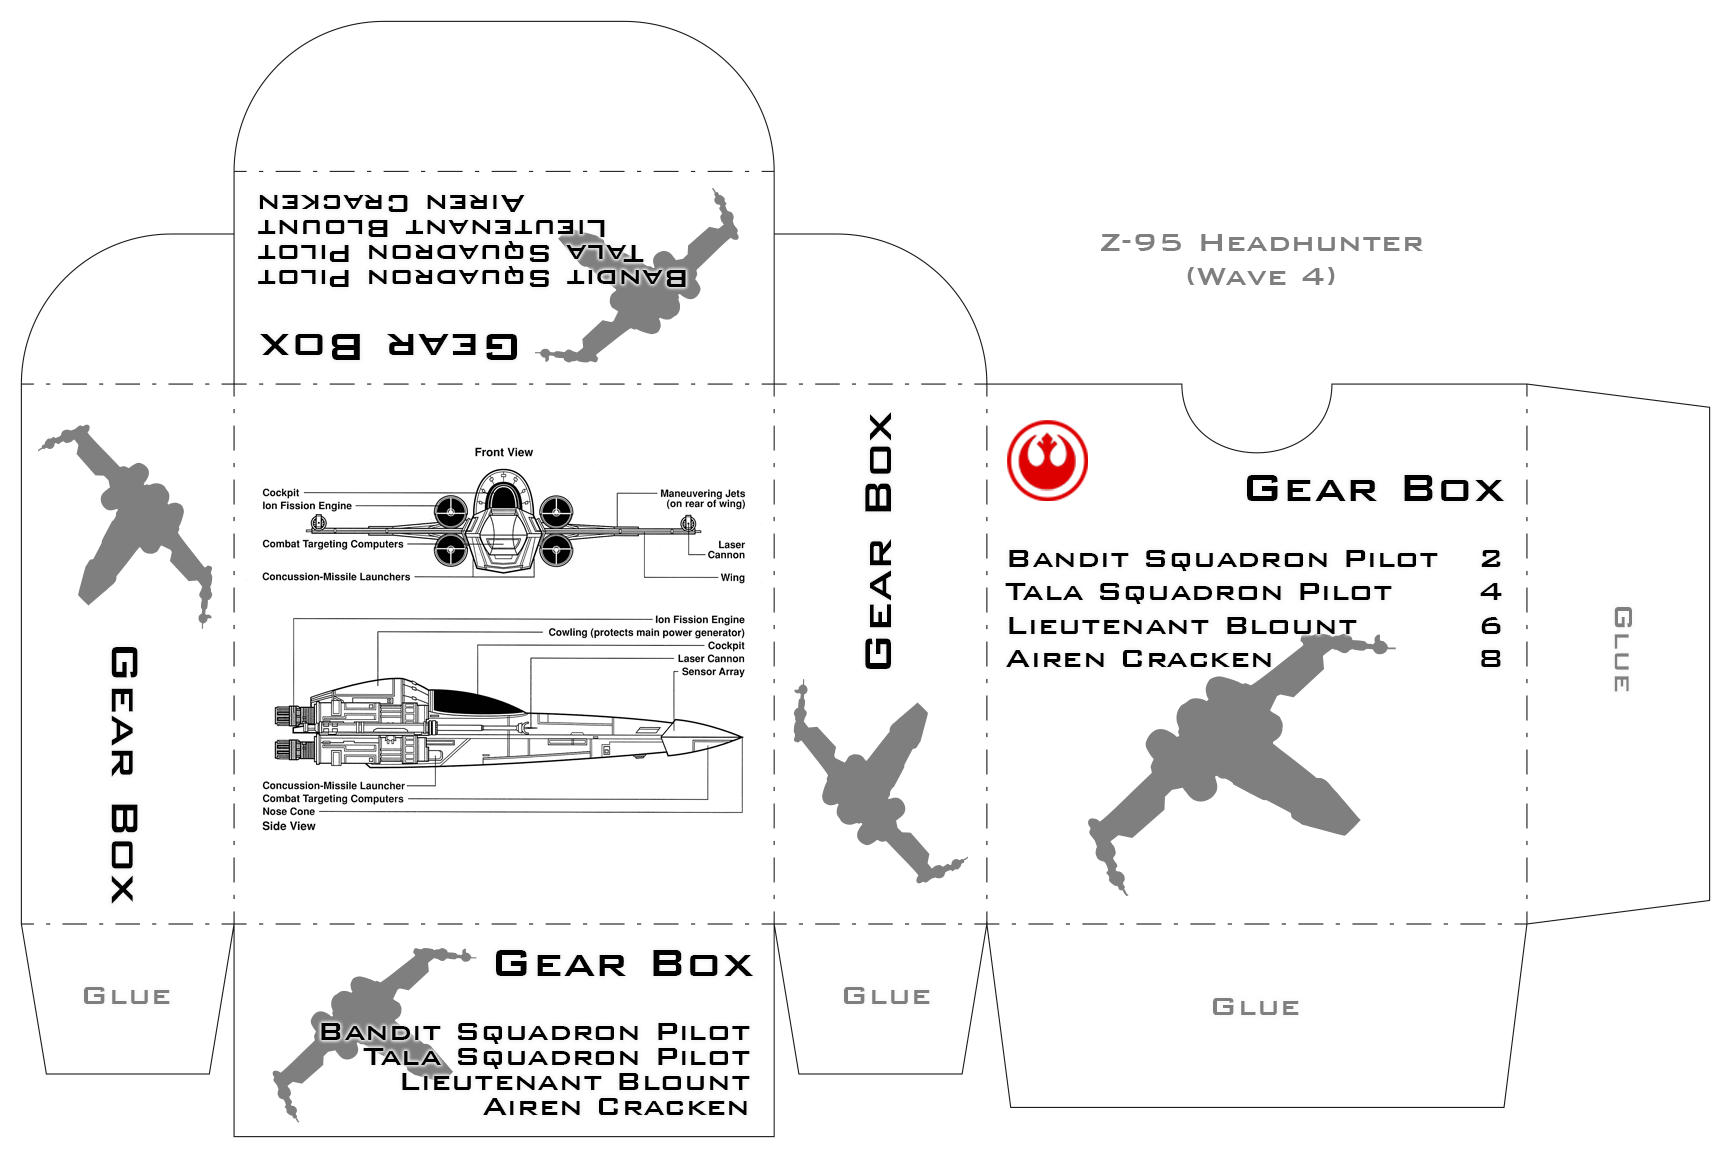 Airen Cracken
Lieutenant Blount
Tala Squadron Pilot
Bandit Squadron Pilot
Gear Box
Z-95 Headhunter
(Wave 4)
Gear Box
Front View
Cockpit
Ion Fission Engine
Combat Targeting Computers
Concussion-Missile Launchers
Maneuvering Jets
(on rear of wing)
Laser
Cannon
Wing
Ion Fission Engine
Cowling (protects main power generator)
Cockpit
Laser Cannon
Sensor Array
Concussion-Missile Launcher
Combat Targeting Computers
Nose Cone
Side View
Gear Box
Gear Box
Bandit Squadron Pilot 2
Tala Squadron Pilot 4
Lieutenant Blount 6
Airen Cracken 8
Glue
Glue
Gear Box
Bandit Squadron Pilot
Tala Squadron Pilot
Lieutenant Blount
Airen Cracken
Glue
Glue